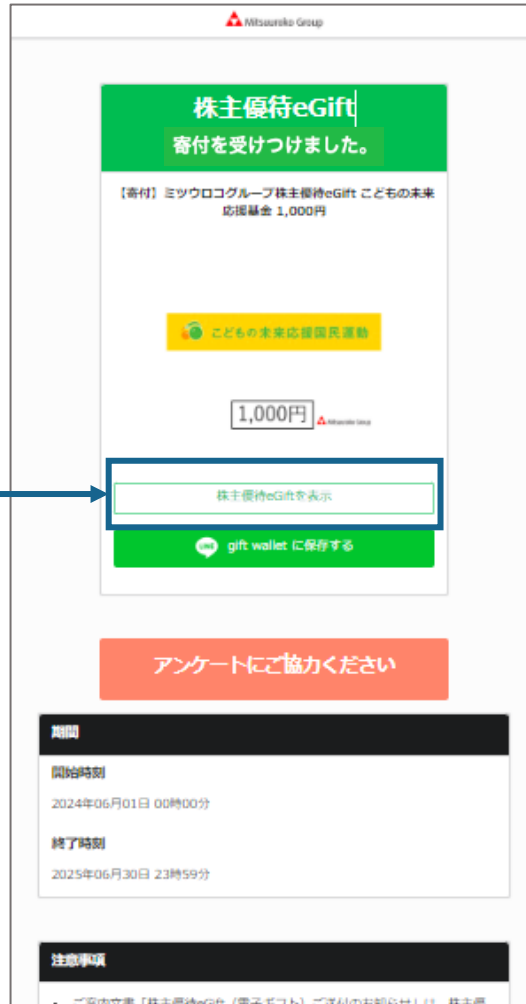 Mitsuuroko Group
株主優待eGift
寄付を受けつけました。
【寄付】ミツウロコグループ株主優待eGift こどもの未来
応援基金 1,000円
こどもの未来応援国民運動
1,000円 Mitsuuroko Group
株主優待eGiftを表示
LINE gift wallet に保存する
アンケートにご協力ください
期間
開始時刻
2024年06月01日 00時00分
終了時刻
2025年06月30日 23時59分
注意事項